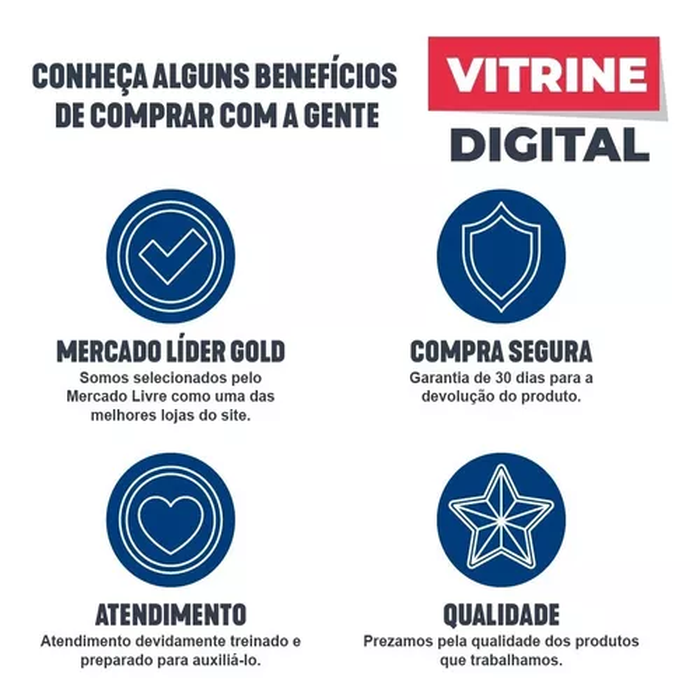 CONHEÇA ALGUNS BENEFÍCIOS
DE COMPRAR COM A GENTE
VITRINE
DIGITAL
MERCADO LÍDER GOLD
Somos selecionados pelo
Mercado Livre como uma das
melhores lojas do site.
COMPRA SEGURA
Garantia de 30 dias para a
devolução do produto.
ATENDIMENTO
Atendimento devidamente treinado e
preparado para auxiliá-lo.
QUALIDADE
Prezamos pela qualidade dos produtos
que trabalhamos.